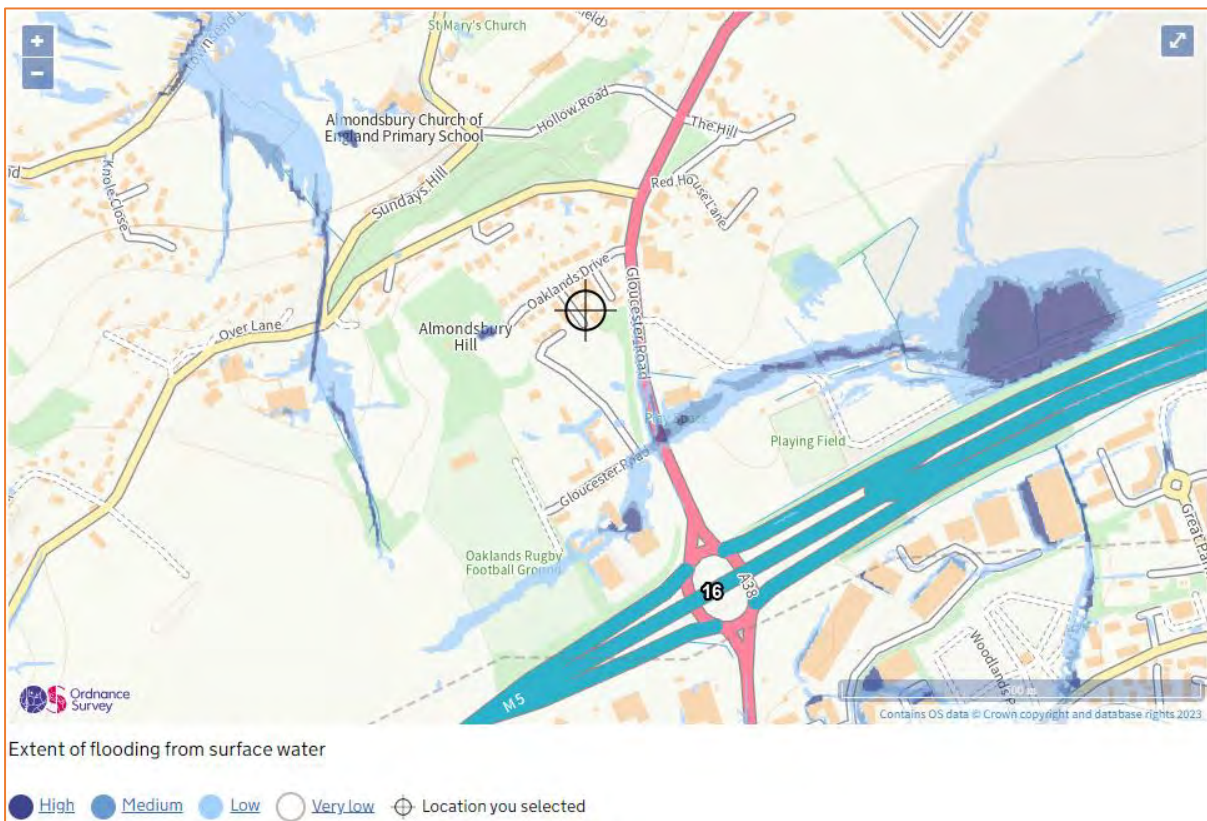 +
−
St Mary's Church
Almondsbury Church of
England Primary School
Hollow Road
The Hill
Knole Close
Sundays Hill
Red House Lane
Oaklands Drive
Gloucester Road
Over Lane
Almondsbury
Hill
Playing Field
Gloucester Road
Oaklands Rugby
Football Ground
16
A38
M5
Ordnance
Survey
500 m
Contains OS data © Crown copyright and database rights 2023
Extent of flooding from surface water
High Medium Low Very low Location you selected